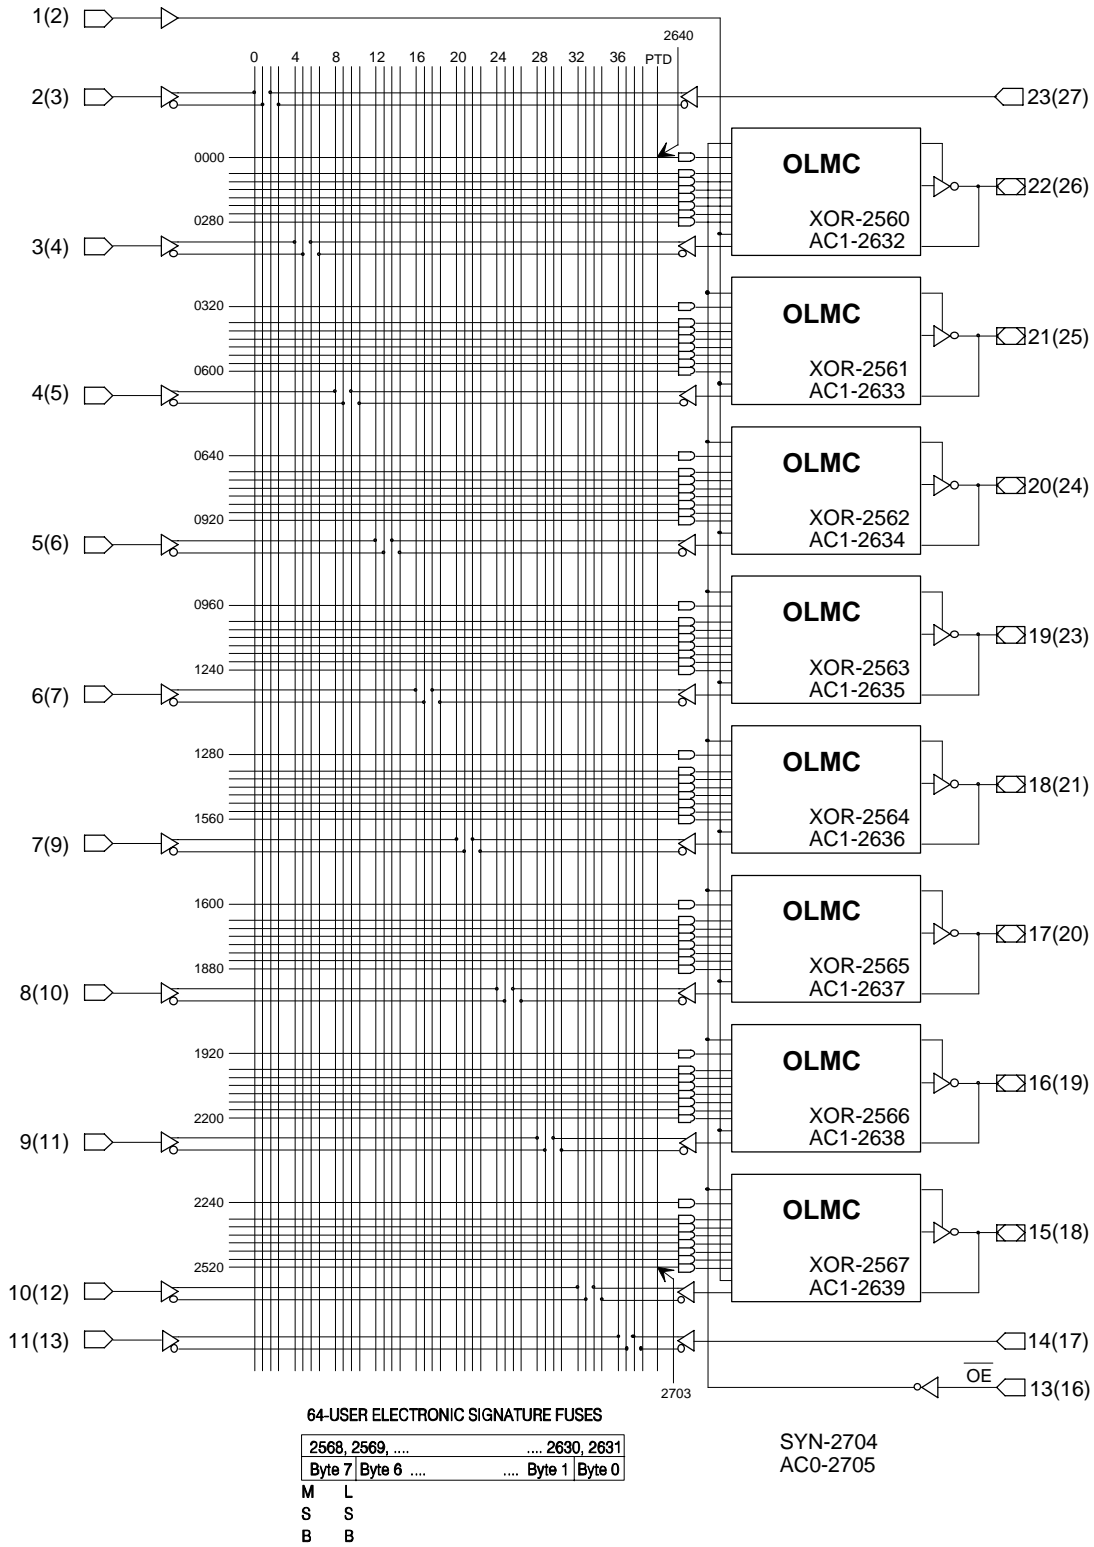 1(2)
2640
0 4 8 12 16 20 24 28 32 36 PTD
2(3)
23(27)
0000
OLMC
22(26)
XOR-2560
0280
AC1-2632
3(4)
0320
OLMC
21(25)
XOR-2561
0600
AC1-2633
4(5)
0640
OLMC
20(24)
XOR-2562
0920
AC1-2634
5(6)
0960
OLMC
19(23)
XOR-2563
1240
AC1-2635
6(7)
1280
OLMC
18(21)
XOR-2564
1560
AC1-2636
7(9)
1600
OLMC
17(20)
XOR-2565
1880
AC1-2637
8(10)
1920
OLMC
16(19)
XOR-2566
2200
AC1-2638
9(11)
2240
OLMC
15(18)
XOR-2567
2520
AC1-2639
10(12)
11(13)
14(17)
OE
13(16)
2703
64-USER ELECTRONIC SIGNATURE FUSES
2568, 2569, .... .... 2630, 2631
Byte 7 Byte 6 .... .... Byte 1 Byte 0
M L
S S
B B
SYN-2704
AC0-2705